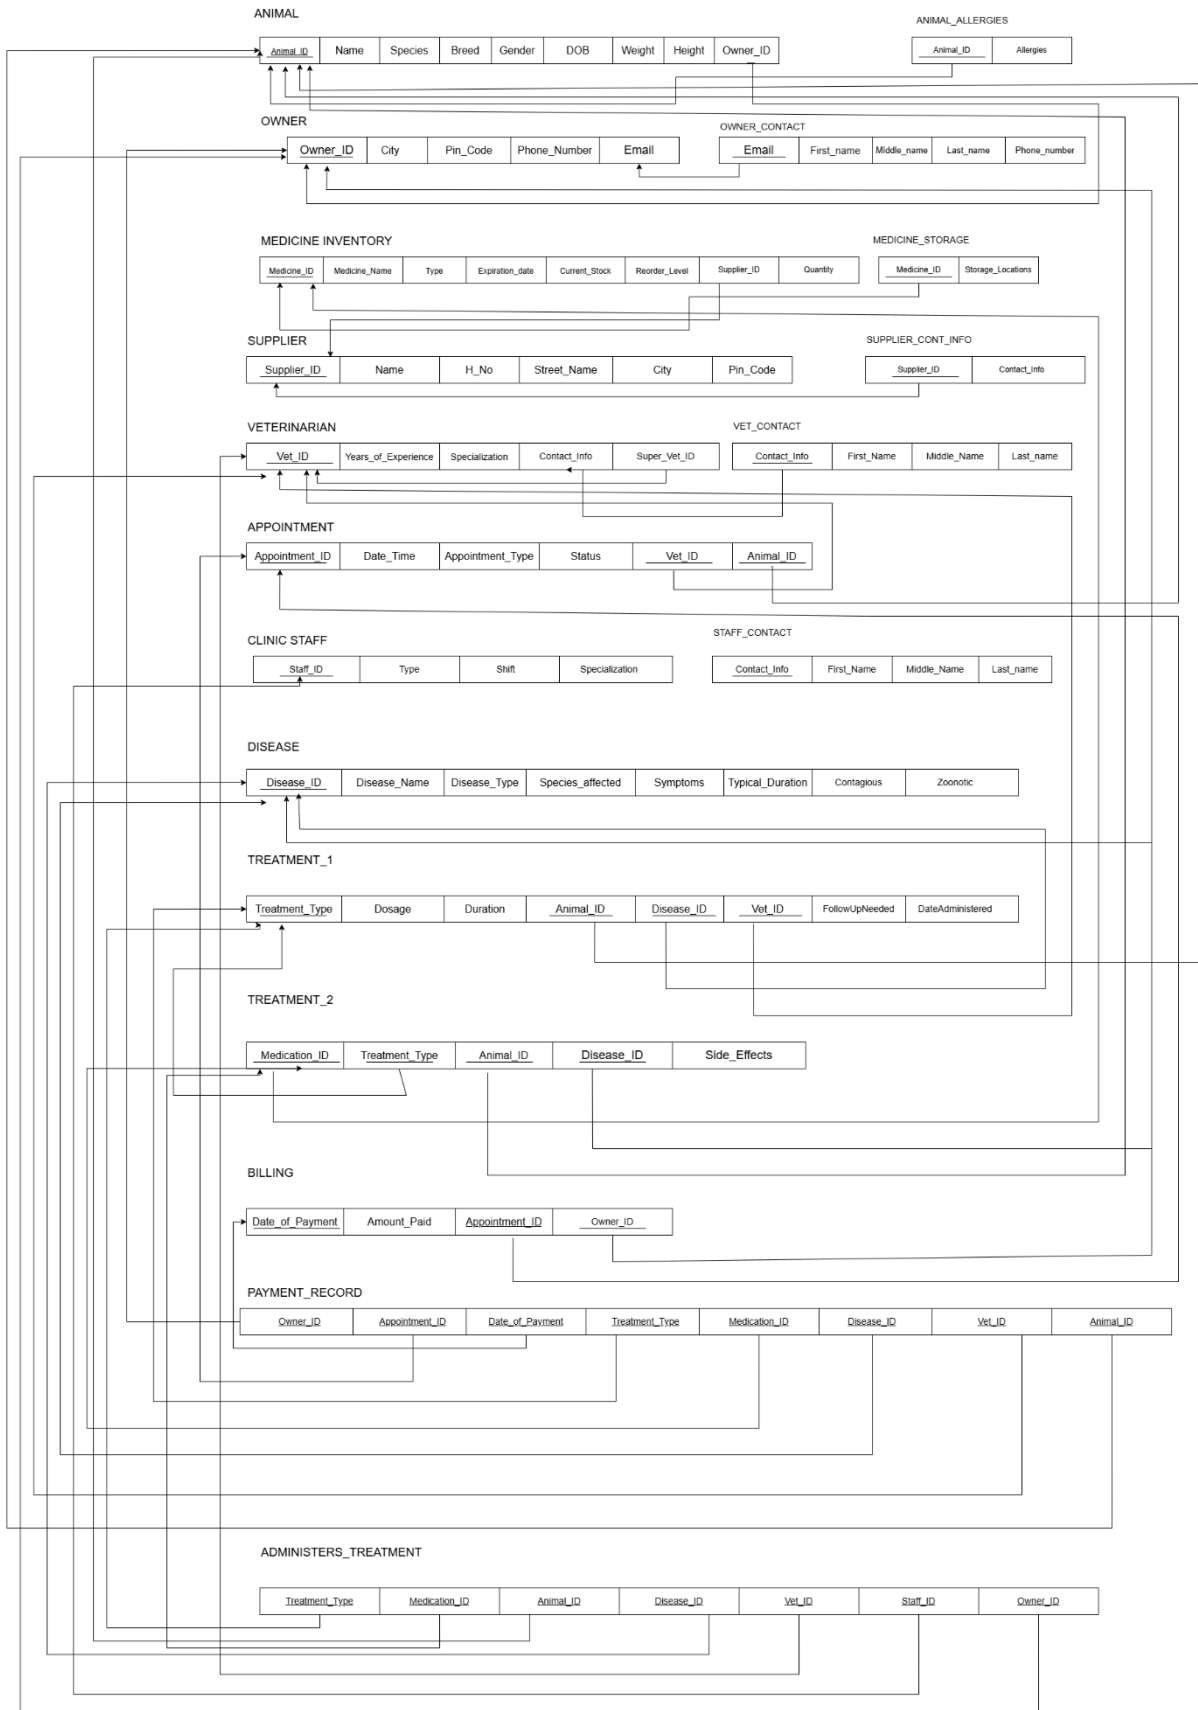 ANIMAL
ANIMAL_ALLERGIES
Animal_ID Name Species Breed Gender DOB Weight Height Owner_ID
Animal_ID Allergies
OWNER
OWNER_CONTACT
Owner_ID City Pin_Code Phone_Number Email
Email First_name Middle_name Last_name Phone_number
MEDICINE INVENTORY
MEDICINE_STORAGE
Medicine_ID Medicine_Name Type Expiration_date Current_Stock Reorder_Level Supplier_ID Quantity
Medicine_ID Storage_Locations
SUPPLIER
SUPPLIER_CONT_INFO
Supplier_ID Name H_No Street_Name City Pin_Code
Supplier_ID Contact_Info
VETERINARIAN
VET_CONTACT
Vet_ID Years_of_Experience Specialization Contact_Info Super_Vet_ID
Contact_Info First_Name Middle_Name Last_name
APPOINTMENT
Appointment_ID Date_Time Appointment_Type Status Vet_ID Animal_ID
CLINIC STAFF
STAFF_CONTACT
Staff_ID Type Shift Specialization
Contact_Info First_Name Middle_Name Last_name
DISEASE
Disease_ID Disease_Name Disease_Type Species_affected Symptoms Typical_Duration Contagious Zoonotic
TREATMENT_1
Treatment_Type Dosage Duration Animal_ID Disease_ID Vet_ID FollowUpNeeded DateAdministered
TREATMENT_2
Medication_ID Treatment_Type Animal_ID Disease_ID Side_Effects
BILLING
Date_of_Payment Amount_Paid Appointment_ID Owner_ID
PAYMENT_RECORD
Owner_ID Appointment_ID Date_of_Payment Treatment_Type Medication_ID Disease_ID Vet_ID Animal_ID
ADMINISTERS_TREATMENT
Treatment_Type Medication_ID Animal_ID Disease_ID Vet_ID Staff_ID Owner_ID